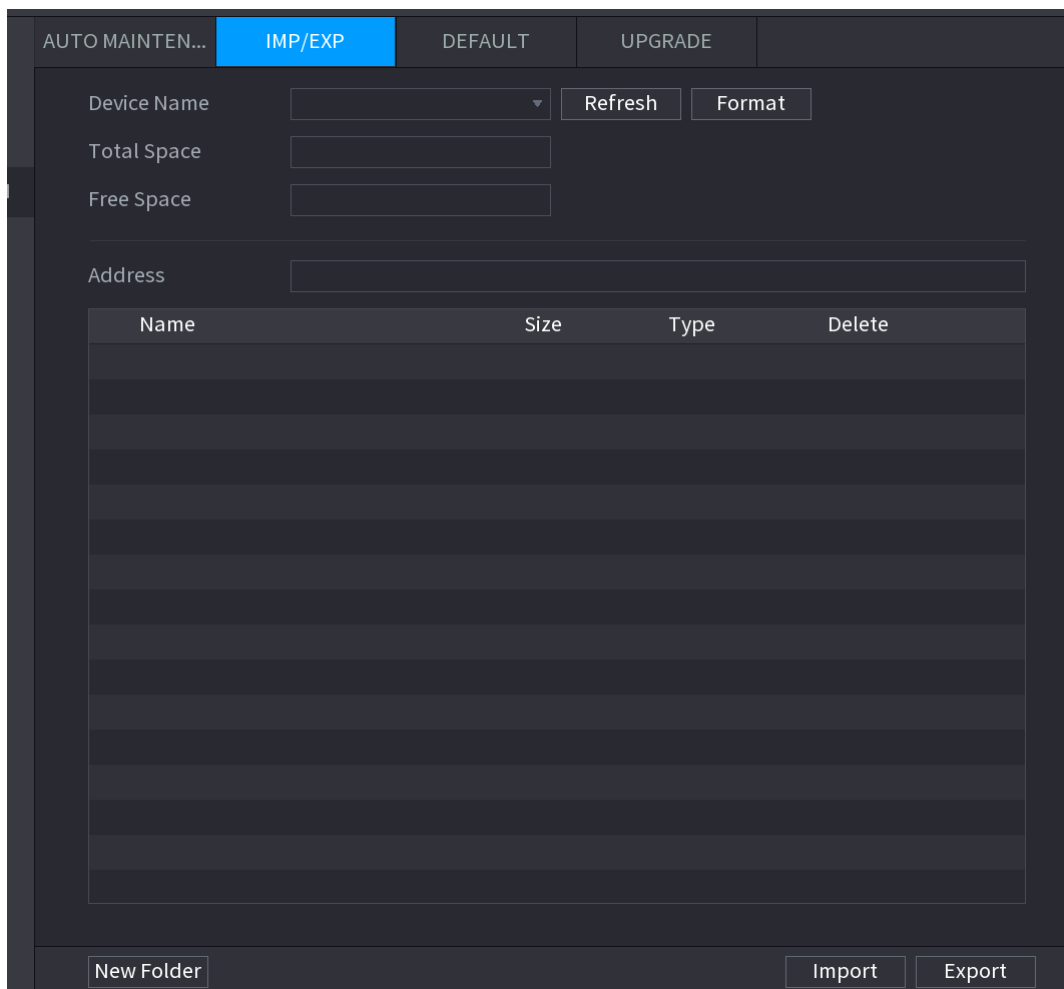 AUTO MAINTEN... IMP/EXP DEFAULT UPGRADE
Device Name Refresh Format
Total Space
Free Space
Address
Name Size Type Delete
New Folder Import Export